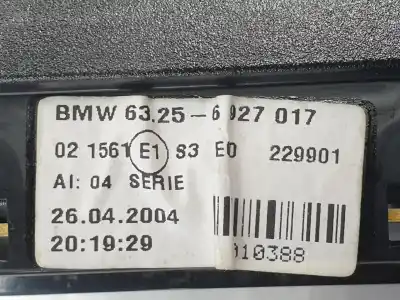 BMW 63.25-6 927 017
02 1561 E1 S3 E0 229901
AI: 04 SERIE
26.04.2004
20:19:29
010388